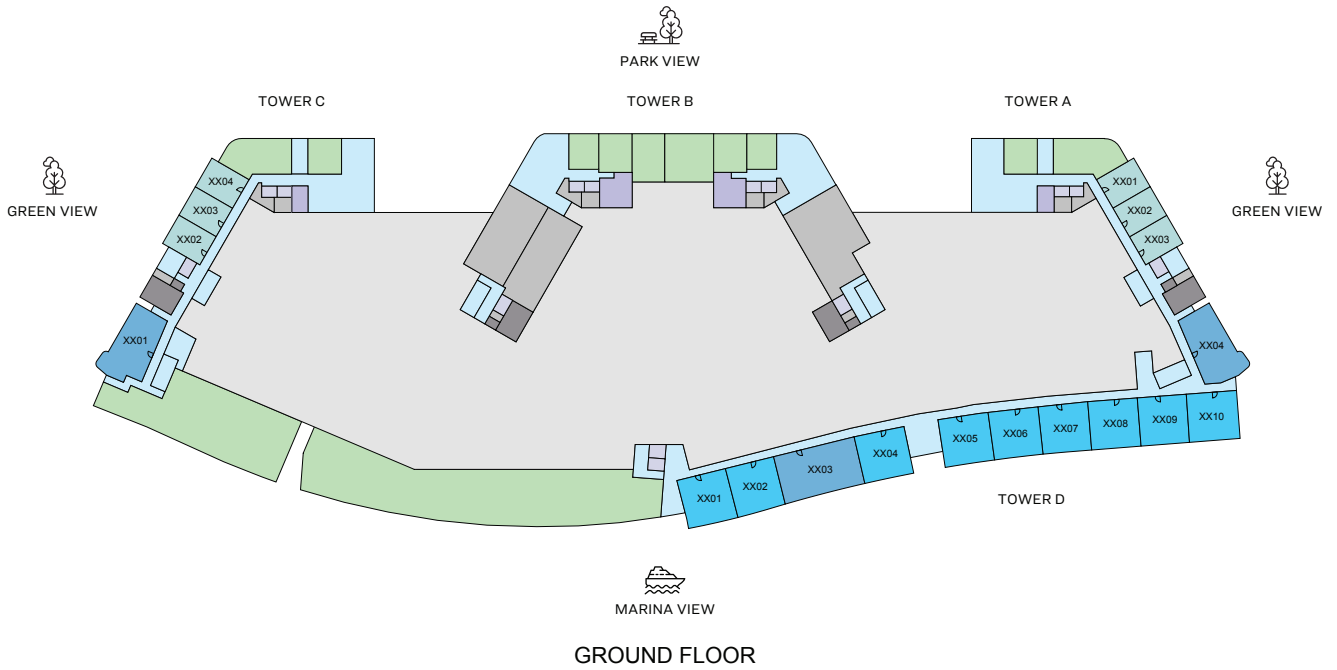 PARK VIEW
TOWER C
TOWER B
TOWER A
GREEN VIEW
GREEN VIEW
XX04
XX03
XX02
XX01
XX01
XX02
XX03
XX04
XX01
XX02
XX03
XX04
XX05
XX06
XX07
XX08
XX09
XX10
TOWER D
MARINA VIEW
GROUND FLOOR